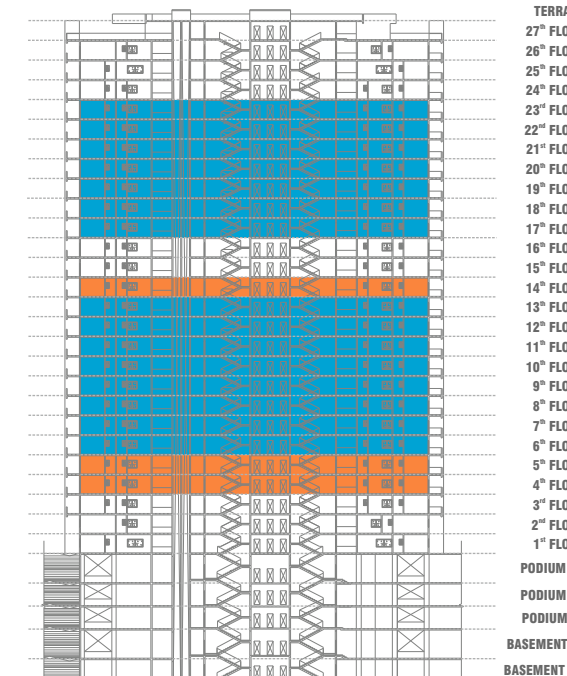 TERRA
27th FLO
26th FLO
25th FLO
24th FLO
23rd FLO
22nd FLO
21st FLO
20th FLO
19th FLO
18th FLO
17th FLO
16th FLO
15th FLO
14th FLO
13th FLO
12th FLO
11th FLO
10th FLO
9th FLO
8th FLO
7th FLO
6th FLO
5th FLO
4th FLO
3rd FLO
2nd FLO
1st FLO
PODIUM
PODIUM
PODIUM
BASEMENT
BASEMENT